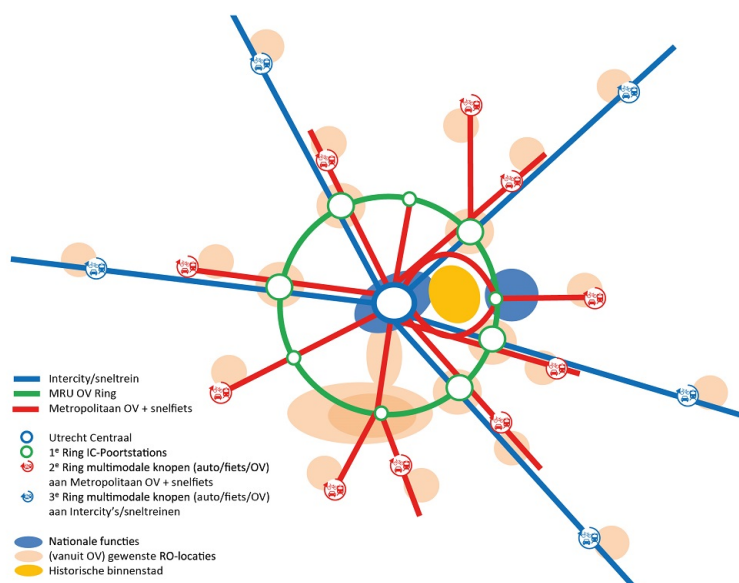 Intercity/sneltrein
MRU OV Ring
Metropolitaan OV + snelfiets
Utrecht Centraal
1e Ring IC-Poortstations
2e Ring multimodale knopen (auto/fiets/OV)
aan Metropolitaan OV + snelfiets
3e Ring multimodale knopen (auto/fiets/OV)
aan Intercity's/sneltreinen
Nationale functies
(vanuit OV) gewenste RO-locaties
Historische binnenstad